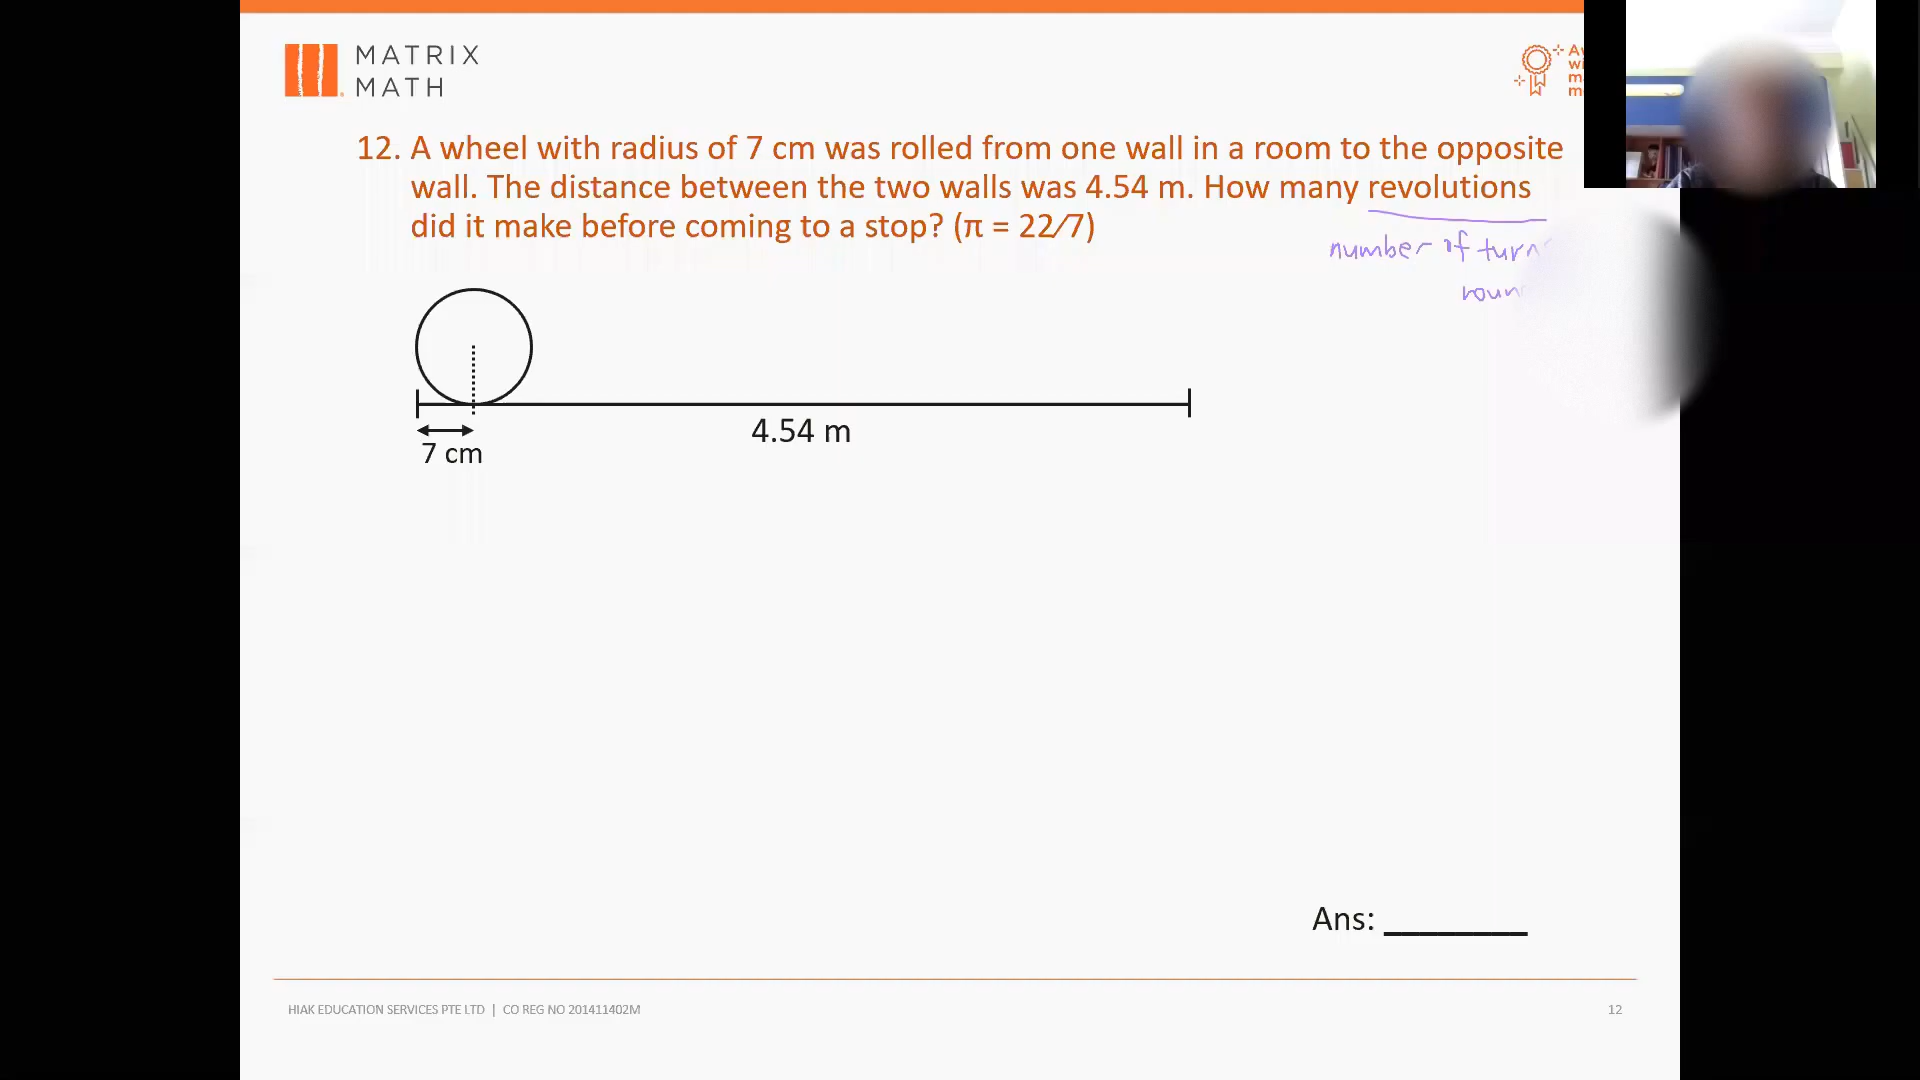 MATRIX
MATH
12. A wheel with radius of 7 cm was rolled from one wall in a room to the opposite
wall. The distance between the two walls was 4.54 m. How many revolutions
did it make before coming to a stop? (π = 22⁄7)
number of turn
roun
4.54 m
7 cm
Ans: ________
HIAK EDUCATION SERVICES PTE LTD | CO REG NO 201411402M
12